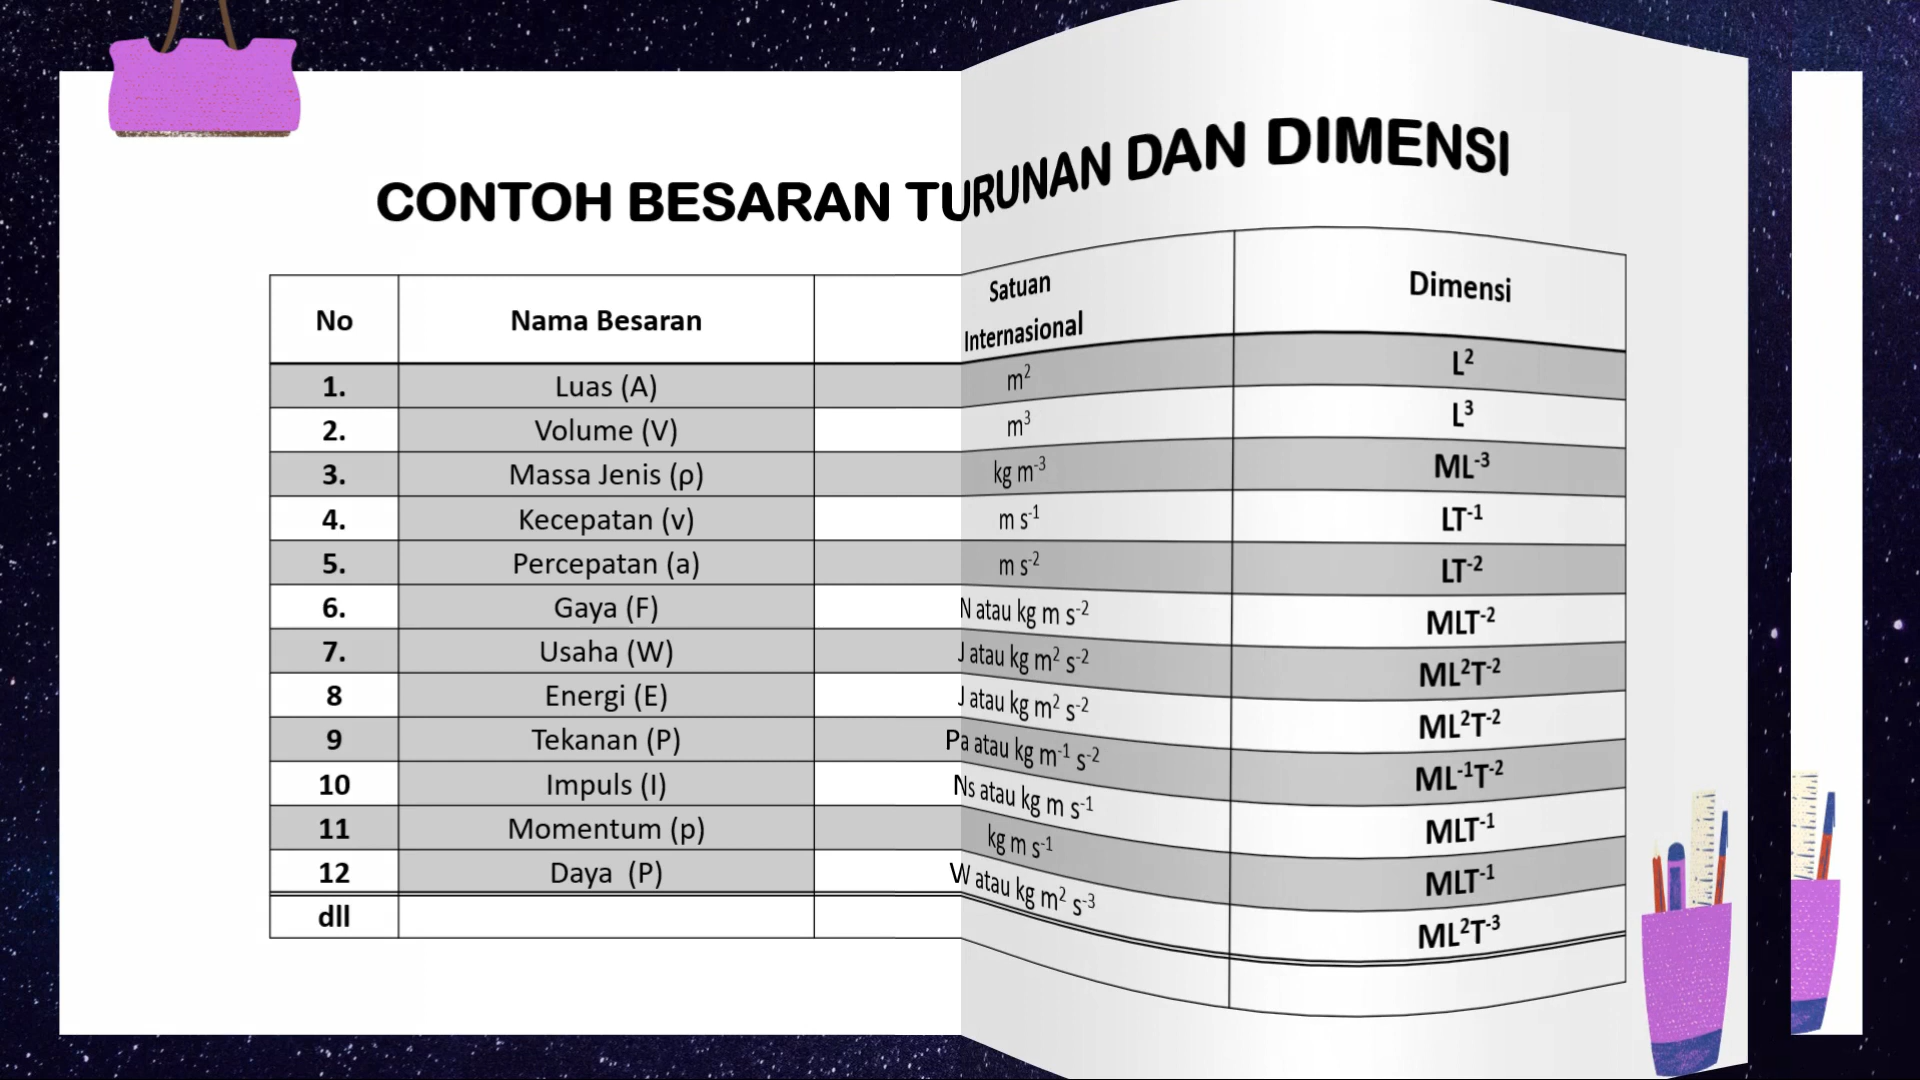 CONTOH BESARAN TURUNAN DAN DIMENSI
No Nama Besaran Satuan Internasional Dimensi
1. Luas (A) m² L²
2. Volume (V) m³ L³
3. Massa Jenis (ρ) kg m⁻³ ML⁻³
4. Kecepatan (v) m s⁻¹ LT⁻¹
5. Percepatan (a) m s⁻² LT⁻²
6. Gaya (F) N atau kg m s⁻² MLT⁻²
7. Usaha (W) J atau kg m² s⁻² ML²T⁻²
8 Energi (E) J atau kg m² s⁻² ML²T⁻²
9 Tekanan (P) Pa atau kg m⁻¹ s⁻² ML⁻¹T⁻²
10 Impuls (I) Ns atau kg m s⁻¹ MLT⁻¹
11 Momentum (p) kg m s⁻¹ MLT⁻¹
12 Daya (P) W atau kg m² s⁻³ ML²T⁻³
dll